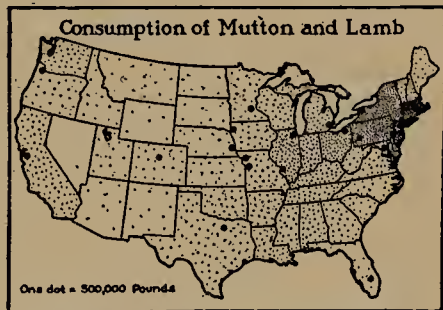 Consumption of Mutton and Lamb
One dot = 500,000 Pounds